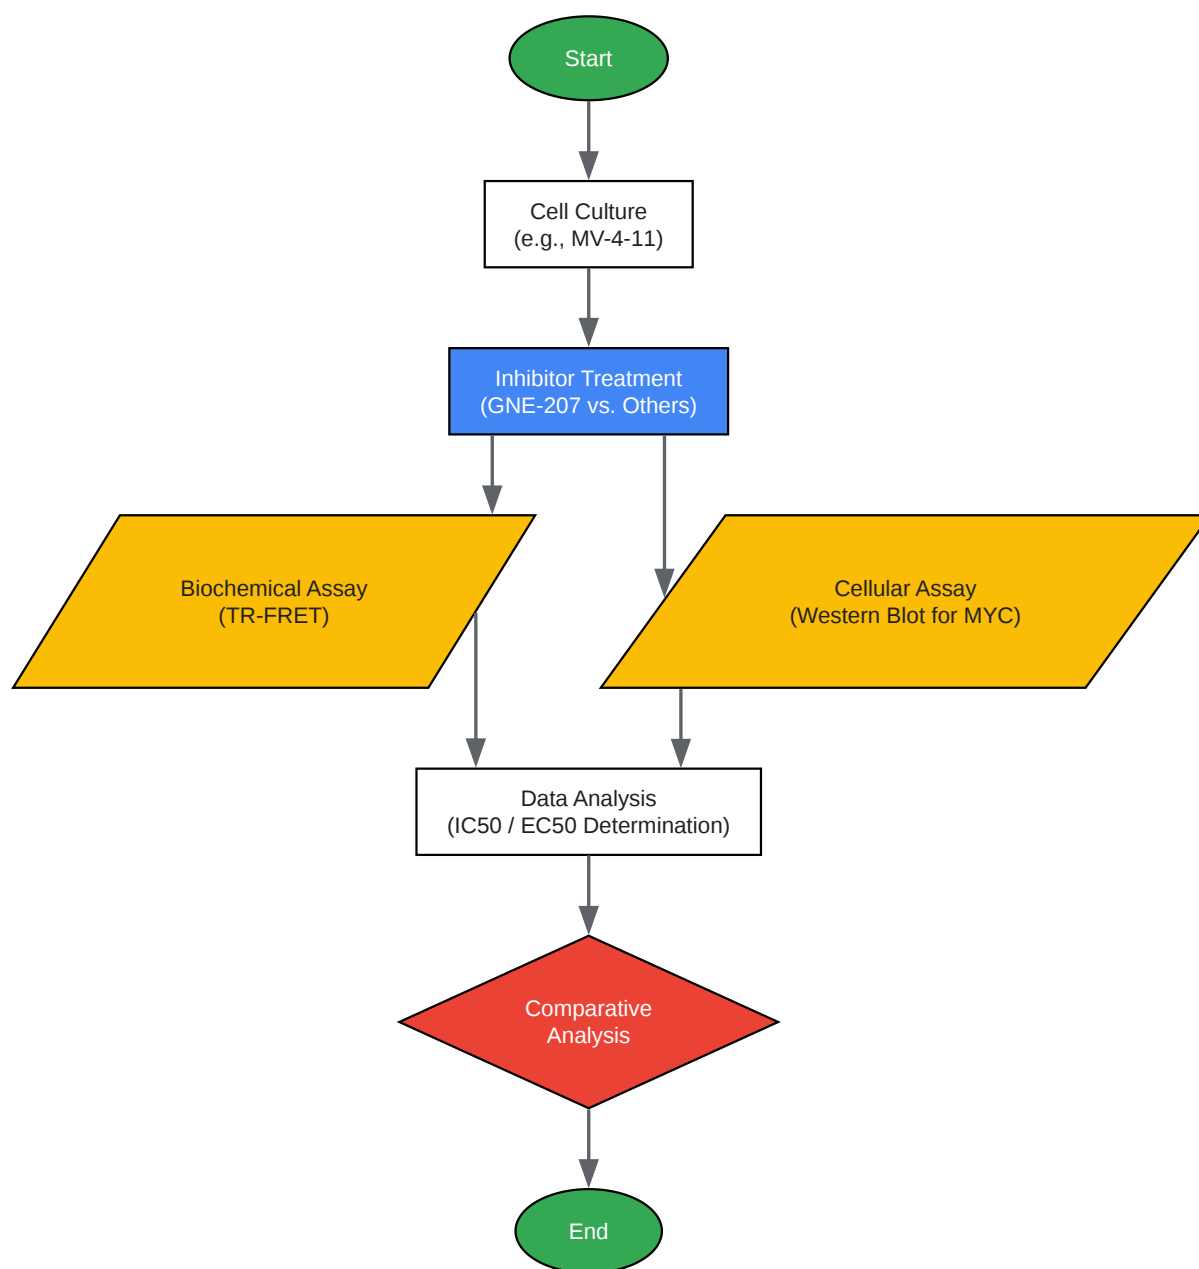 Start
Cell Culture
(e.g., MV-4-11)
Inhibitor Treatment
(GNE-207 vs. Others)
Biochemical Assay
(TR-FRET)
Cellular Assay
(Western Blot for MYC)
Data Analysis
(IC50 / EC50 Determination)
Comparative
Analysis
End